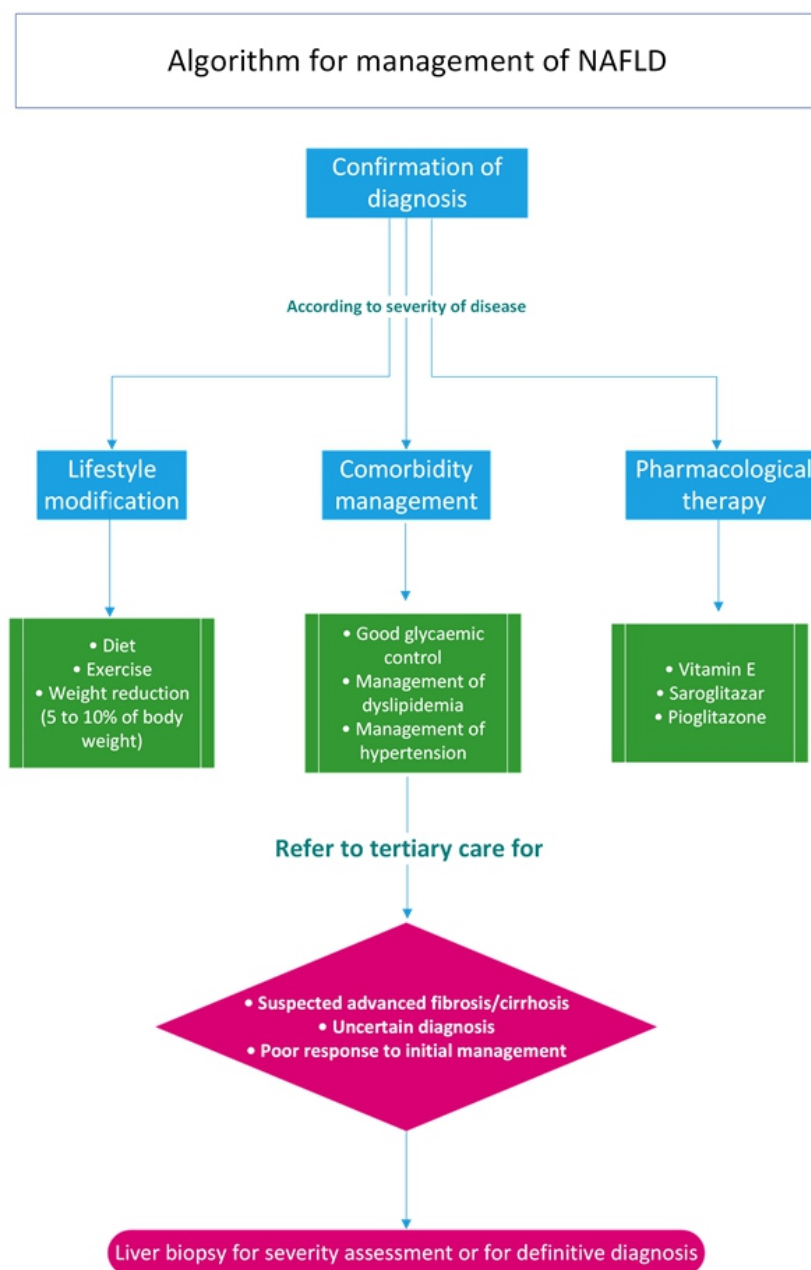 Algorithm for management of NAFLD
Confirmation of
diagnosis
According to severity of disease
Lifestyle
modification
Comorbidity
management
Pharmacological
therapy
• Diet
• Exercise
• Weight reduction
(5 to 10% of body
weight)
• Good glycaemic
control
• Management of
dyslipidemia
• Management of
hypertension
• Vitamin E
• Saroglitazar
• Pioglitazone
Refer to tertiary care for
• Suspected advanced fibrosis/cirrhosis
• Uncertain diagnosis
• Poor response to initial management
Liver biopsy for severity assessment or for definitive diagnosis